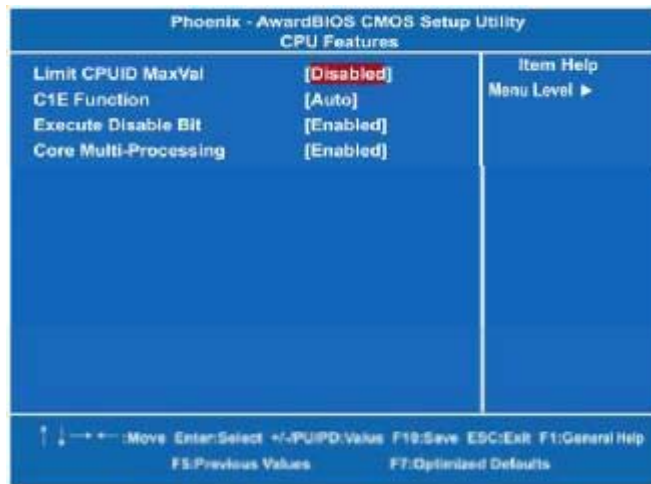 Phoenix - AwardBIOS CMOS Setup Utility
CPU Features
Limit CPUID MaxVal [Disabled]
C1E Function [Auto]
Execute Disable Bit [Enabled]
Core Multi-Processing [Enabled]
Item Help
Menu Level ►
↑ ↓ → ← :Move Enter:Select +/-/PU/PD:Value F10:Save ESC:Exit F1:General Help
F5:Previous Values F7:Optimized Defaults